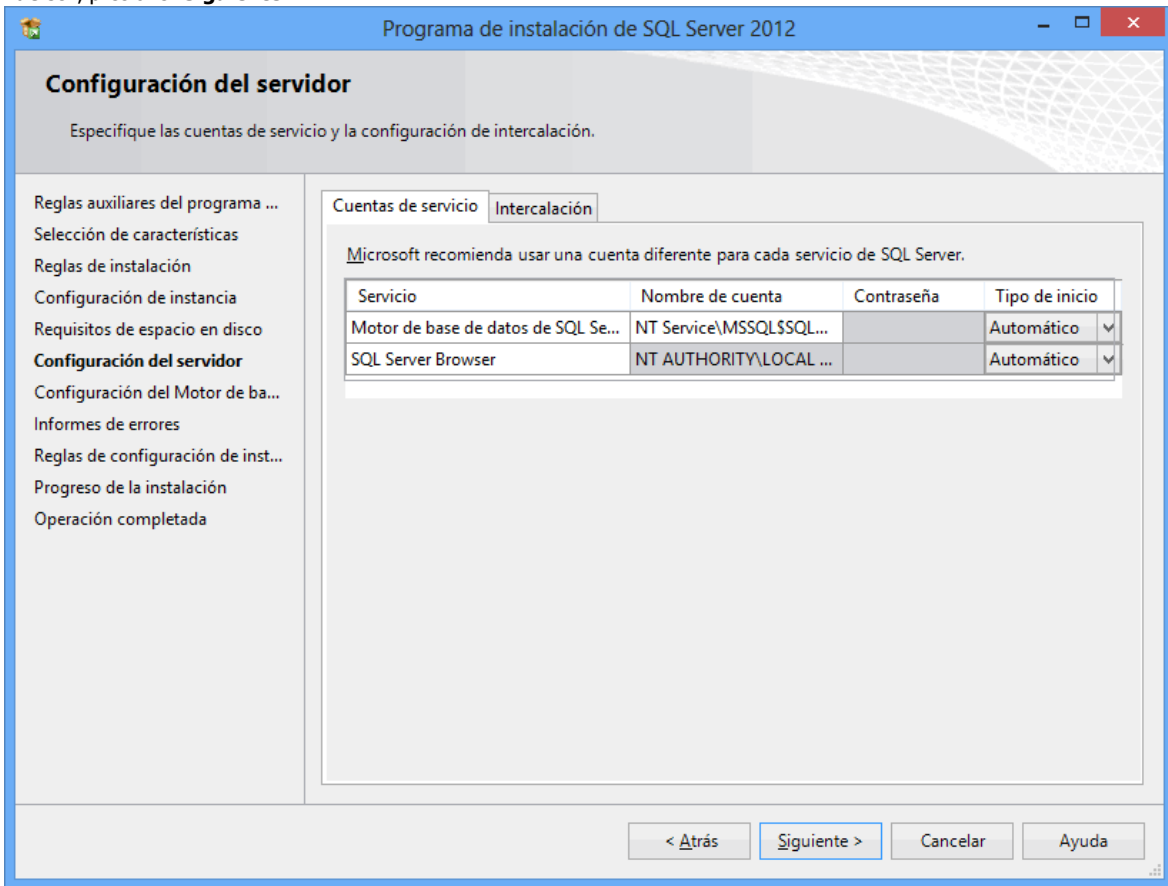 Programa de instalación de SQL Server 2012
Configuración del servidor
Especifique las cuentas de servicio y la configuración de intercalación.
Reglas auxiliares del programa ...
Selección de características
Reglas de instalación
Configuración de instancia
Requisitos de espacio en disco
Configuración del servidor
Configuración del Motor de ba...
Informes de errores
Reglas de configuración de inst...
Progreso de la instalación
Operación completada
Cuentas de servicio Intercalación
Microsoft recomienda usar una cuenta diferente para cada servicio de SQL Server.
Servicio Nombre de cuenta Contraseña Tipo de inicio
Motor de base de datos de SQL Se... NT Service\MSSQL$SQL... Automático
SQL Server Browser NT AUTHORITY\LOCAL ... Automático
< Atrás Siguiente > Cancelar Ayuda